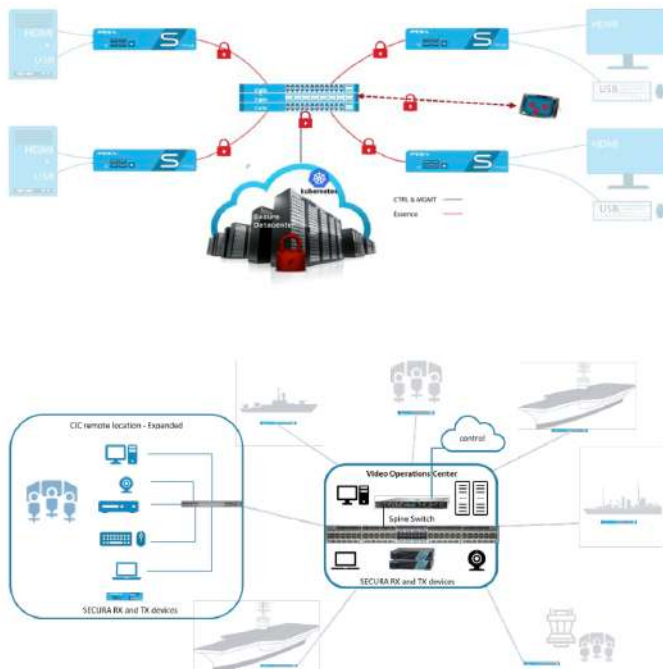 HDMI
+
USB
S
S
HDMI
USB
HDMI
+
USB
S
S
HDMI
USB
kubernetes
Secure
Datacenter
CTRL & MGMT
Essence
CIC remote location - Expanded
control
Video Operations Center
Spine Switch
SECURA RX and TX devices
SECURA RX and TX devices